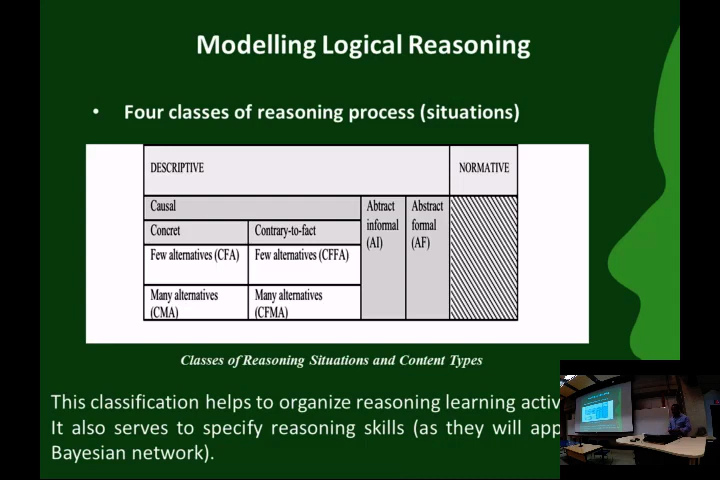 Modelling Logical Reasoning
• Four classes of reasoning process (situations)
DESCRIPTIVE
NORMATIVE
Causal
Abtract informal (AI)
Abstract formal (AF)
Concret
Contrary-to-fact
Few alternatives (CFA)
Few alternatives (CFFA)
Many alternatives (CMA)
Many alternatives (CFMA)
Classes of Reasoning Situations and Content Types
This classification helps to organize reasoning learning activ
It also serves to specify reasoning skills (as they will app
Bayesian network).